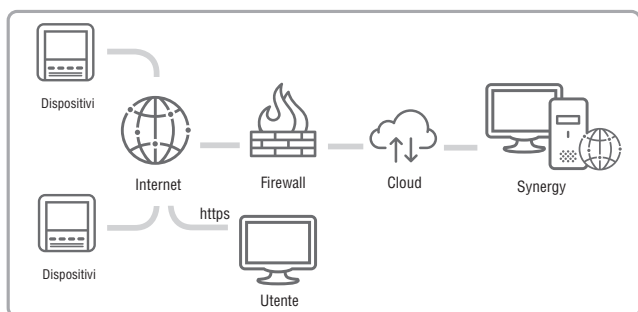 Dispositivi
Internet
Firewall
Cloud
Synergy
Dispositivi
https
Utente